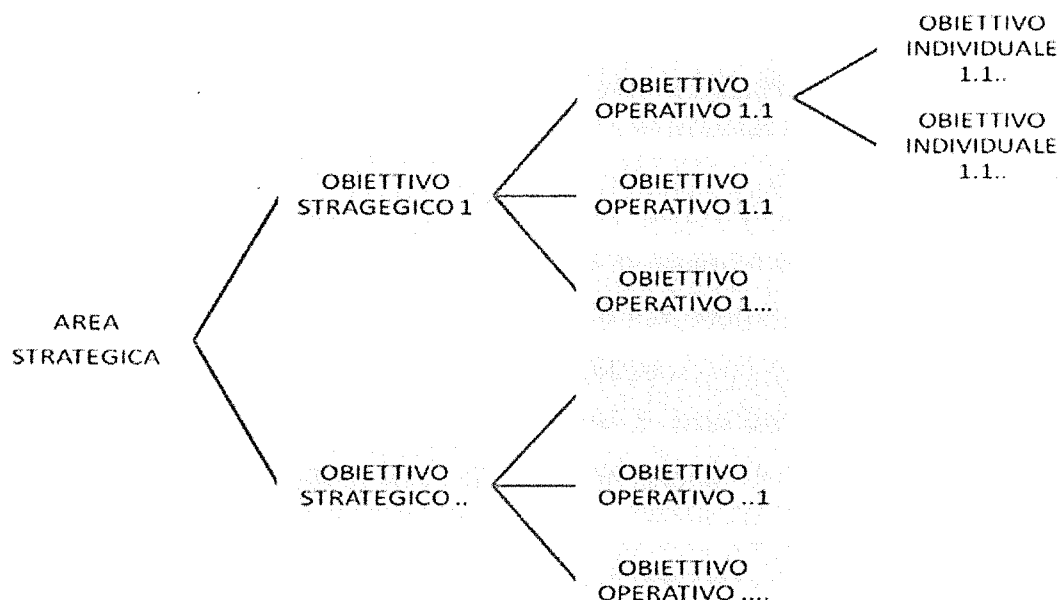 AREA
STRATEGICA
OBIETTIVO
STRAGEGICO 1
OBIETTIVO
OPERATIVO 1.1
OBIETTIVO
INDIVIDUALE
1.1..
OBIETTIVO
INDIVIDUALE
1.1..
OBIETTIVO
OPERATIVO 1.1
OBIETTIVO
OPERATIVO 1...
OBIETTIVO
STRATEGICO ..
OBIETTIVO
OPERATIVO ..1
OBIETTIVO
OPERATIVO ....